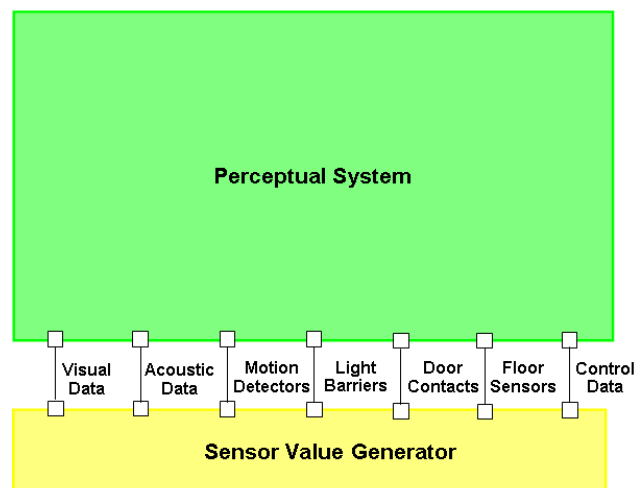 Perceptual System
Visual
Data
Acoustic
Data
Motion
Detectors
Light
Barriers
Door
Contacts
Floor
Sensors
Control
Data
Sensor Value Generator